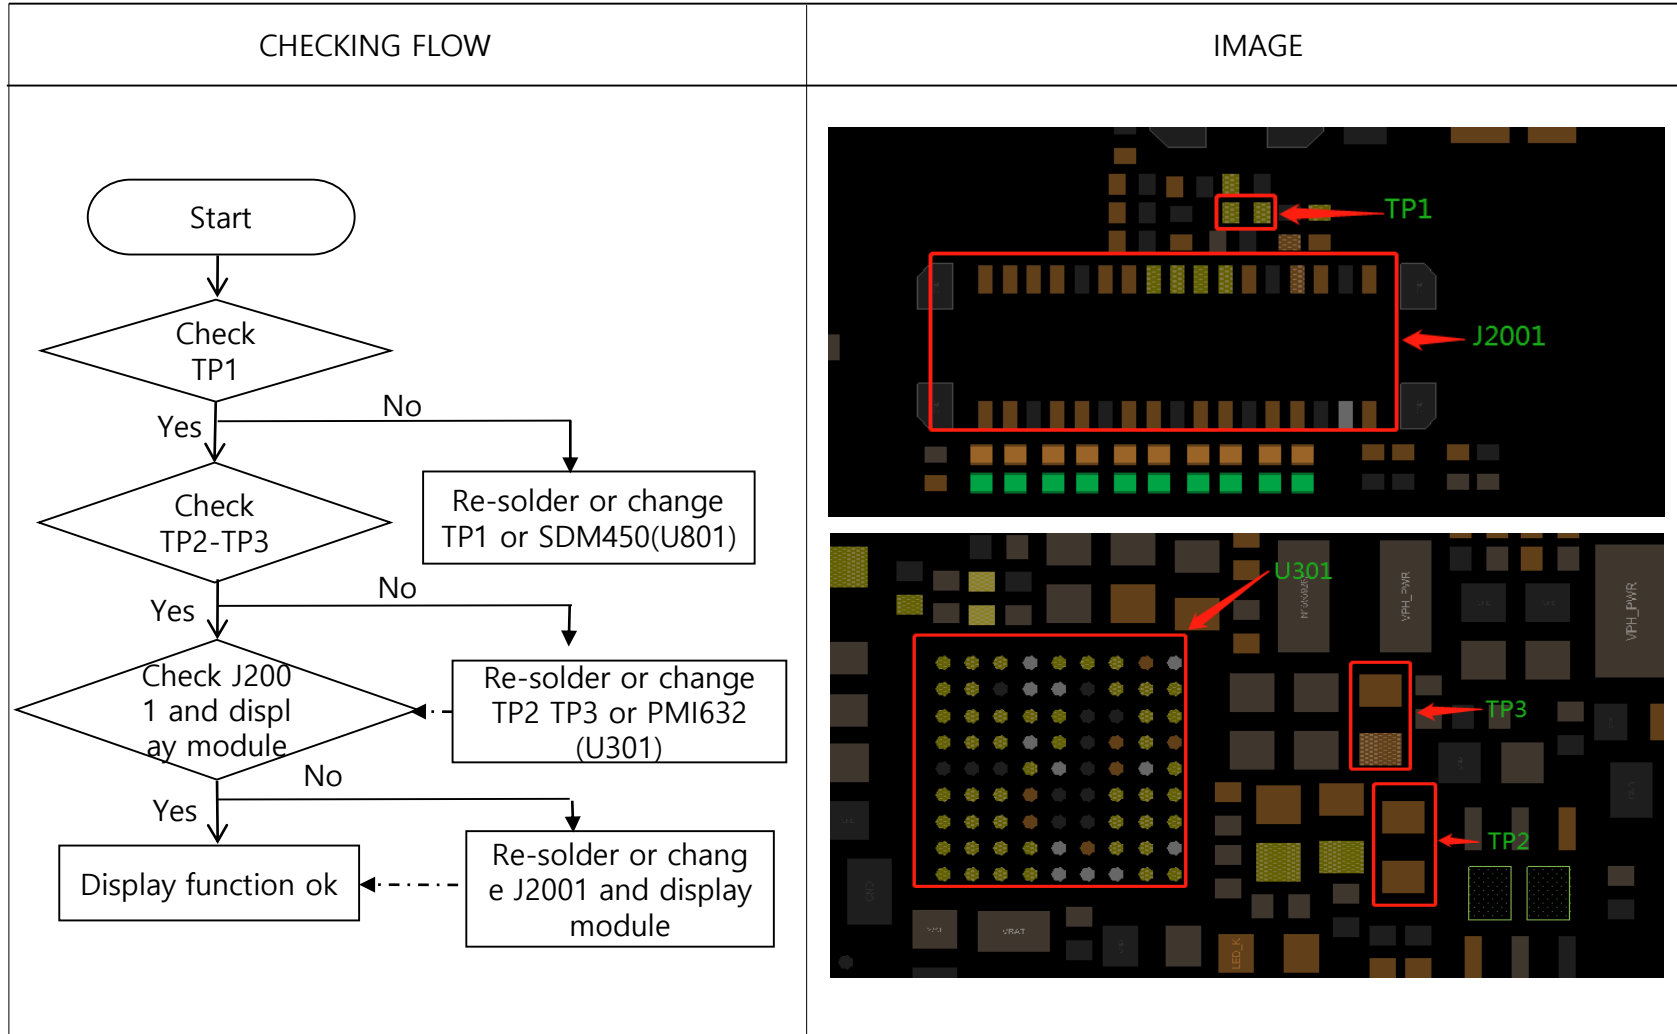 CHECKING FLOW
IMAGE
Start
Check
TP1
No
Yes
Re-solder or change
TP1 or SDM450(U801)
Check
TP2-TP3
No
Yes
Re-solder or change
TP2 TP3 or PMI632
(U301)
Check J200
1 and displ
ay module
No
Yes
Re-solder or chang
e J2001 and display
module
Display function ok
TP1
J2001
U301
VPH_PWR
VPH_PWR
TP3
TP2
VBAT
LED_K